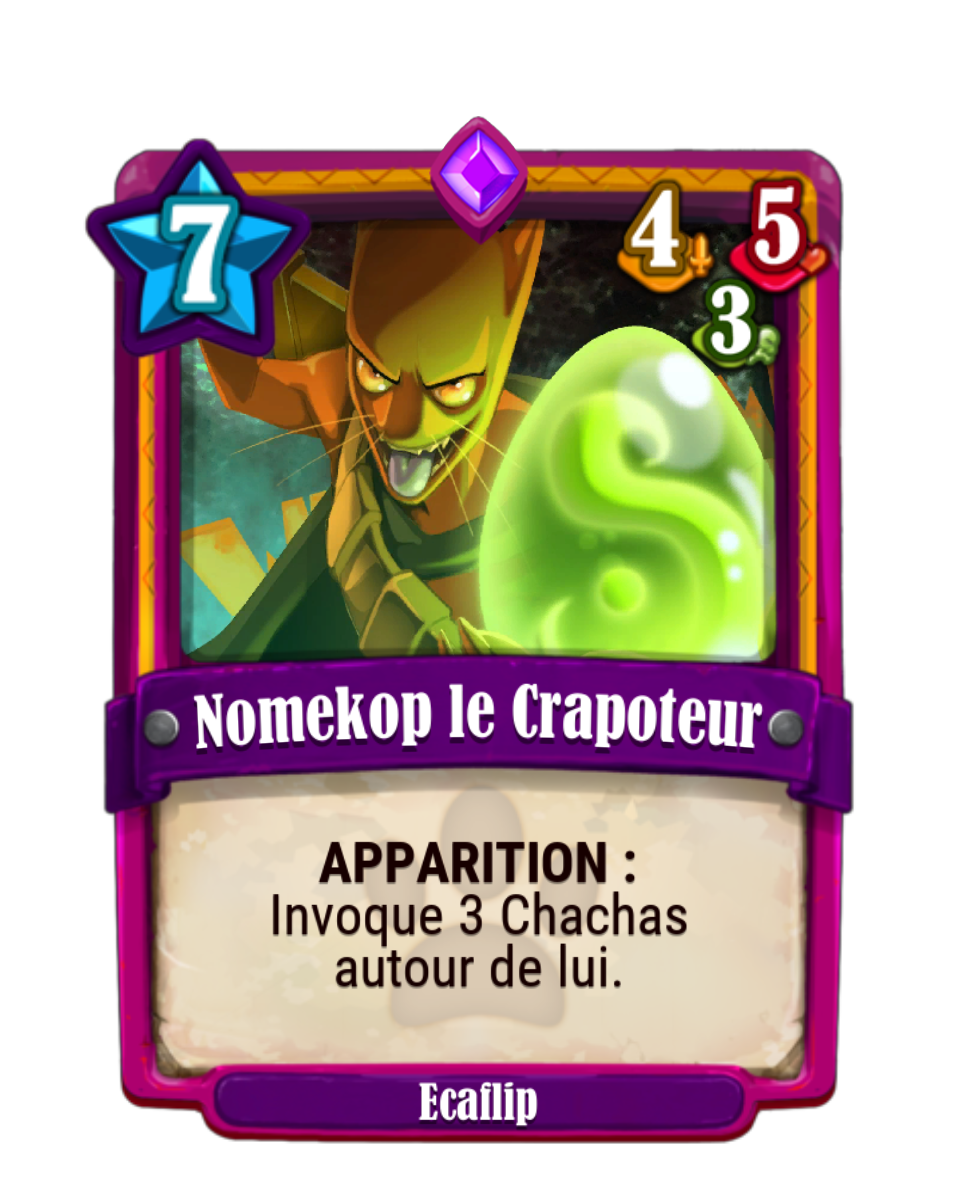 7
4
5
3
Nomekop le Crapoteur
APPARITION :
Invoque 3 Chachas
autour de lui.
Ecaflip